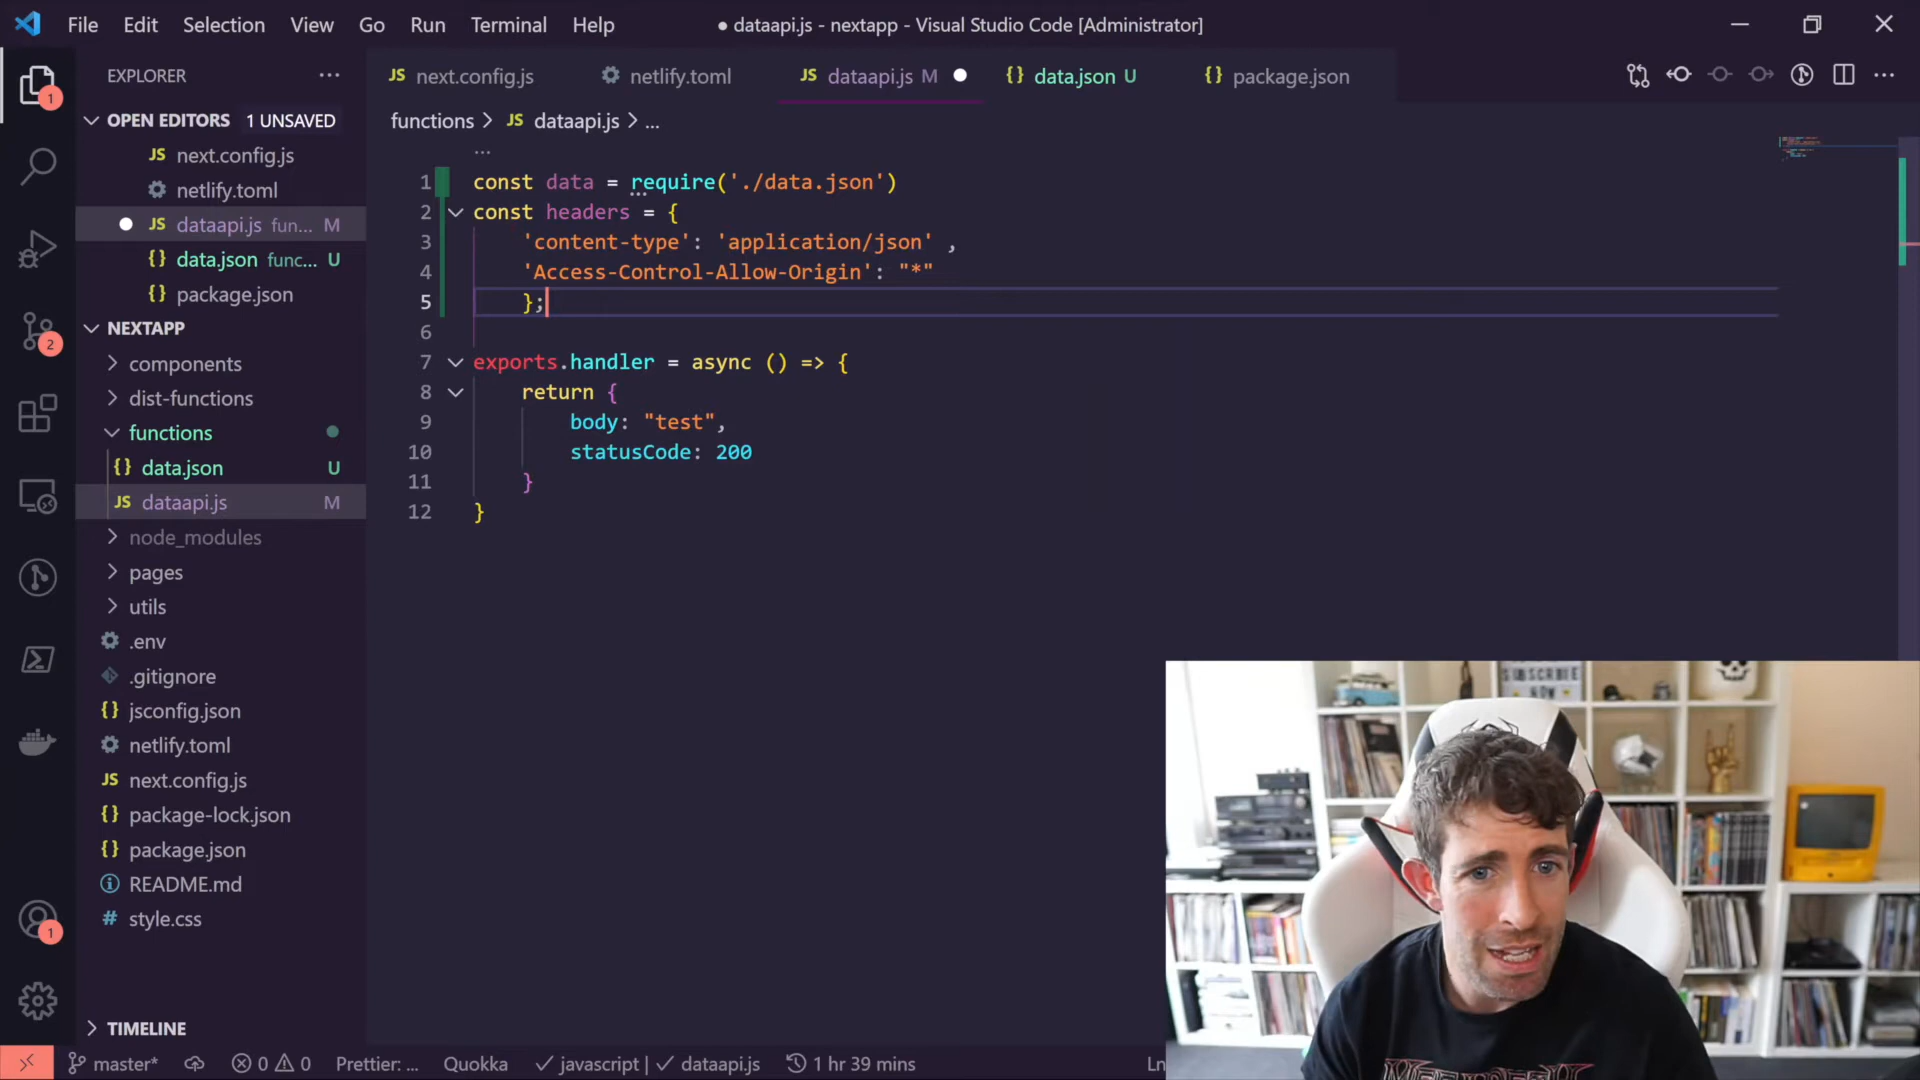 File Edit Selection View Go Run Terminal Help
● dataapi.js - nextapp - Visual Studio Code [Administrator]
EXPLORER ...
JS next.config.js
netlify.toml
JS dataapi.js M ●
{} data.json U
{} package.json
1
OPEN EDITORS 1 UNSAVED
JS next.config.js
netlify.toml
● JS dataapi.js fun... M
{} data.json func... U
{} package.json
functions > JS dataapi.js > ...
...
1 const data = require('./data.json')
2 const headers = {
3 'content-type': 'application/json' ,
4 'Access-Control-Allow-Origin': "*"
5 };
6
7 exports.handler = async () => {
8 return {
9 body: "test",
10 statusCode: 200
11 }
12 }
NEXTAPP
2
components
dist-functions
functions
{} data.json U
JS dataapi.js M
node_modules
pages
utils
.env
.gitignore
{} jsconfig.json
netlify.toml
JS next.config.js
{} package-lock.json
{} package.json
README.md
# style.css
1
TIMELINE
SUBSCRIBE
NOW
master* 0 0 Prettier: ... Quokka ✓ javascript | ✓ dataapi.js 1 hr 39 mins Ln